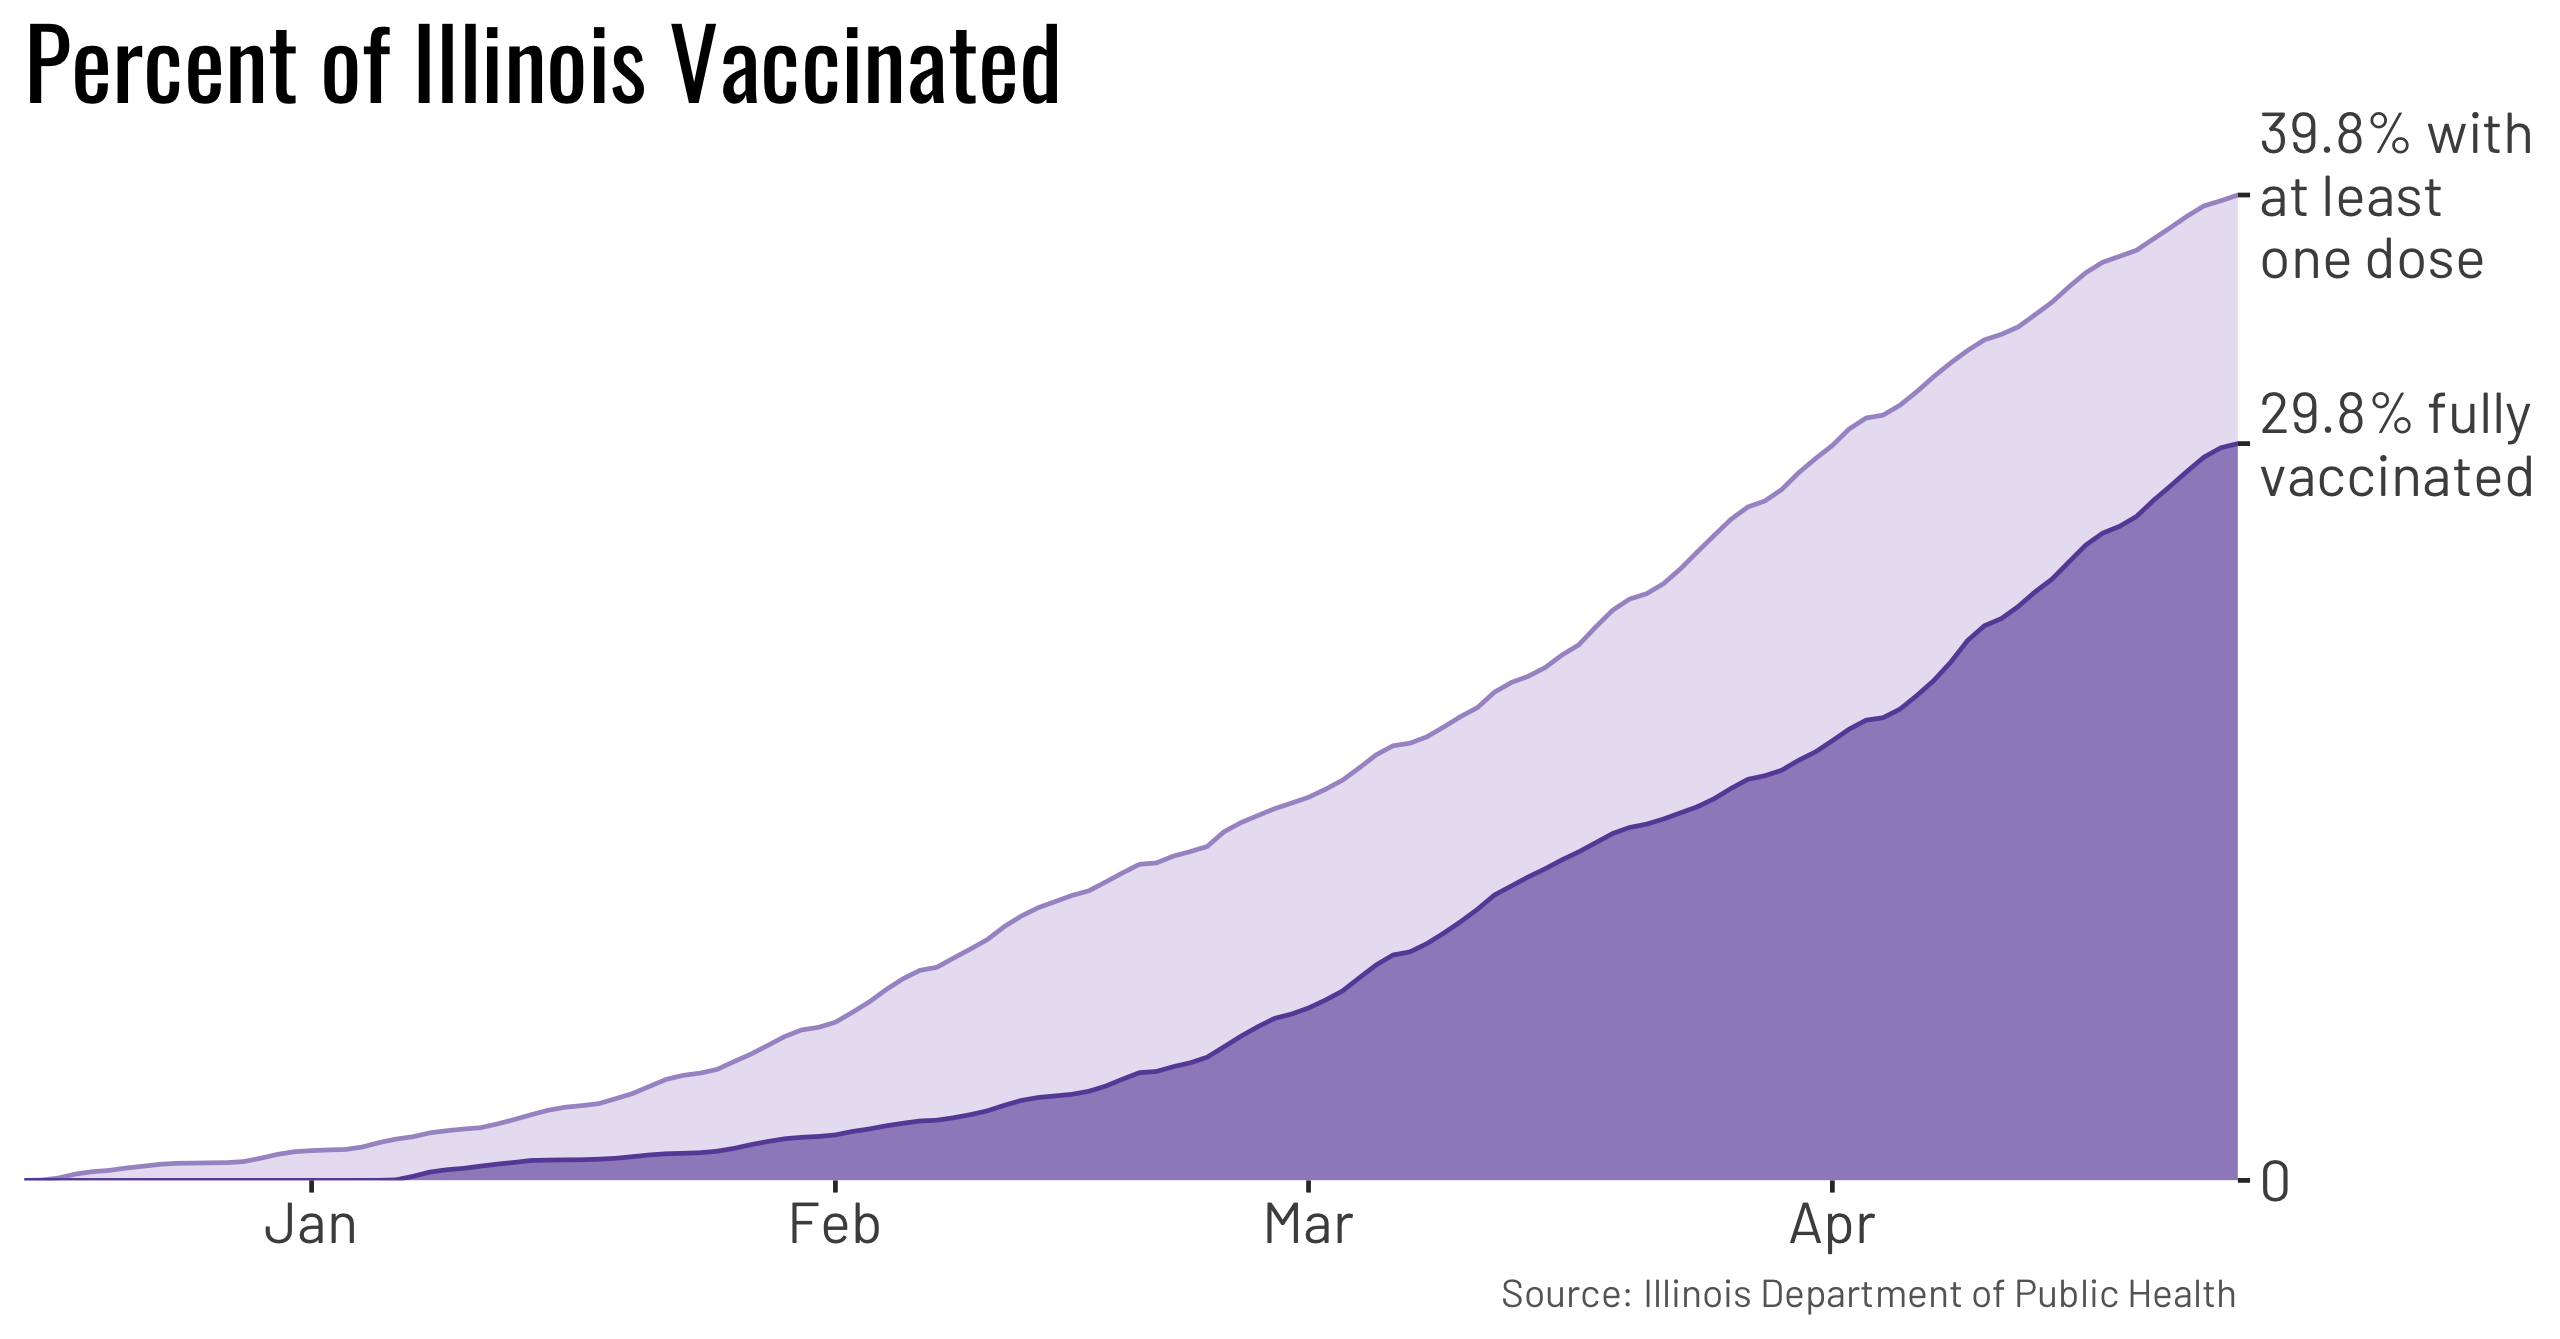 Percent of Illinois Vaccinated
39.8% with
at least
one dose
29.8% fully
vaccinated
0
Jan Feb Mar Apr
Source: Illinois Department of Public Health